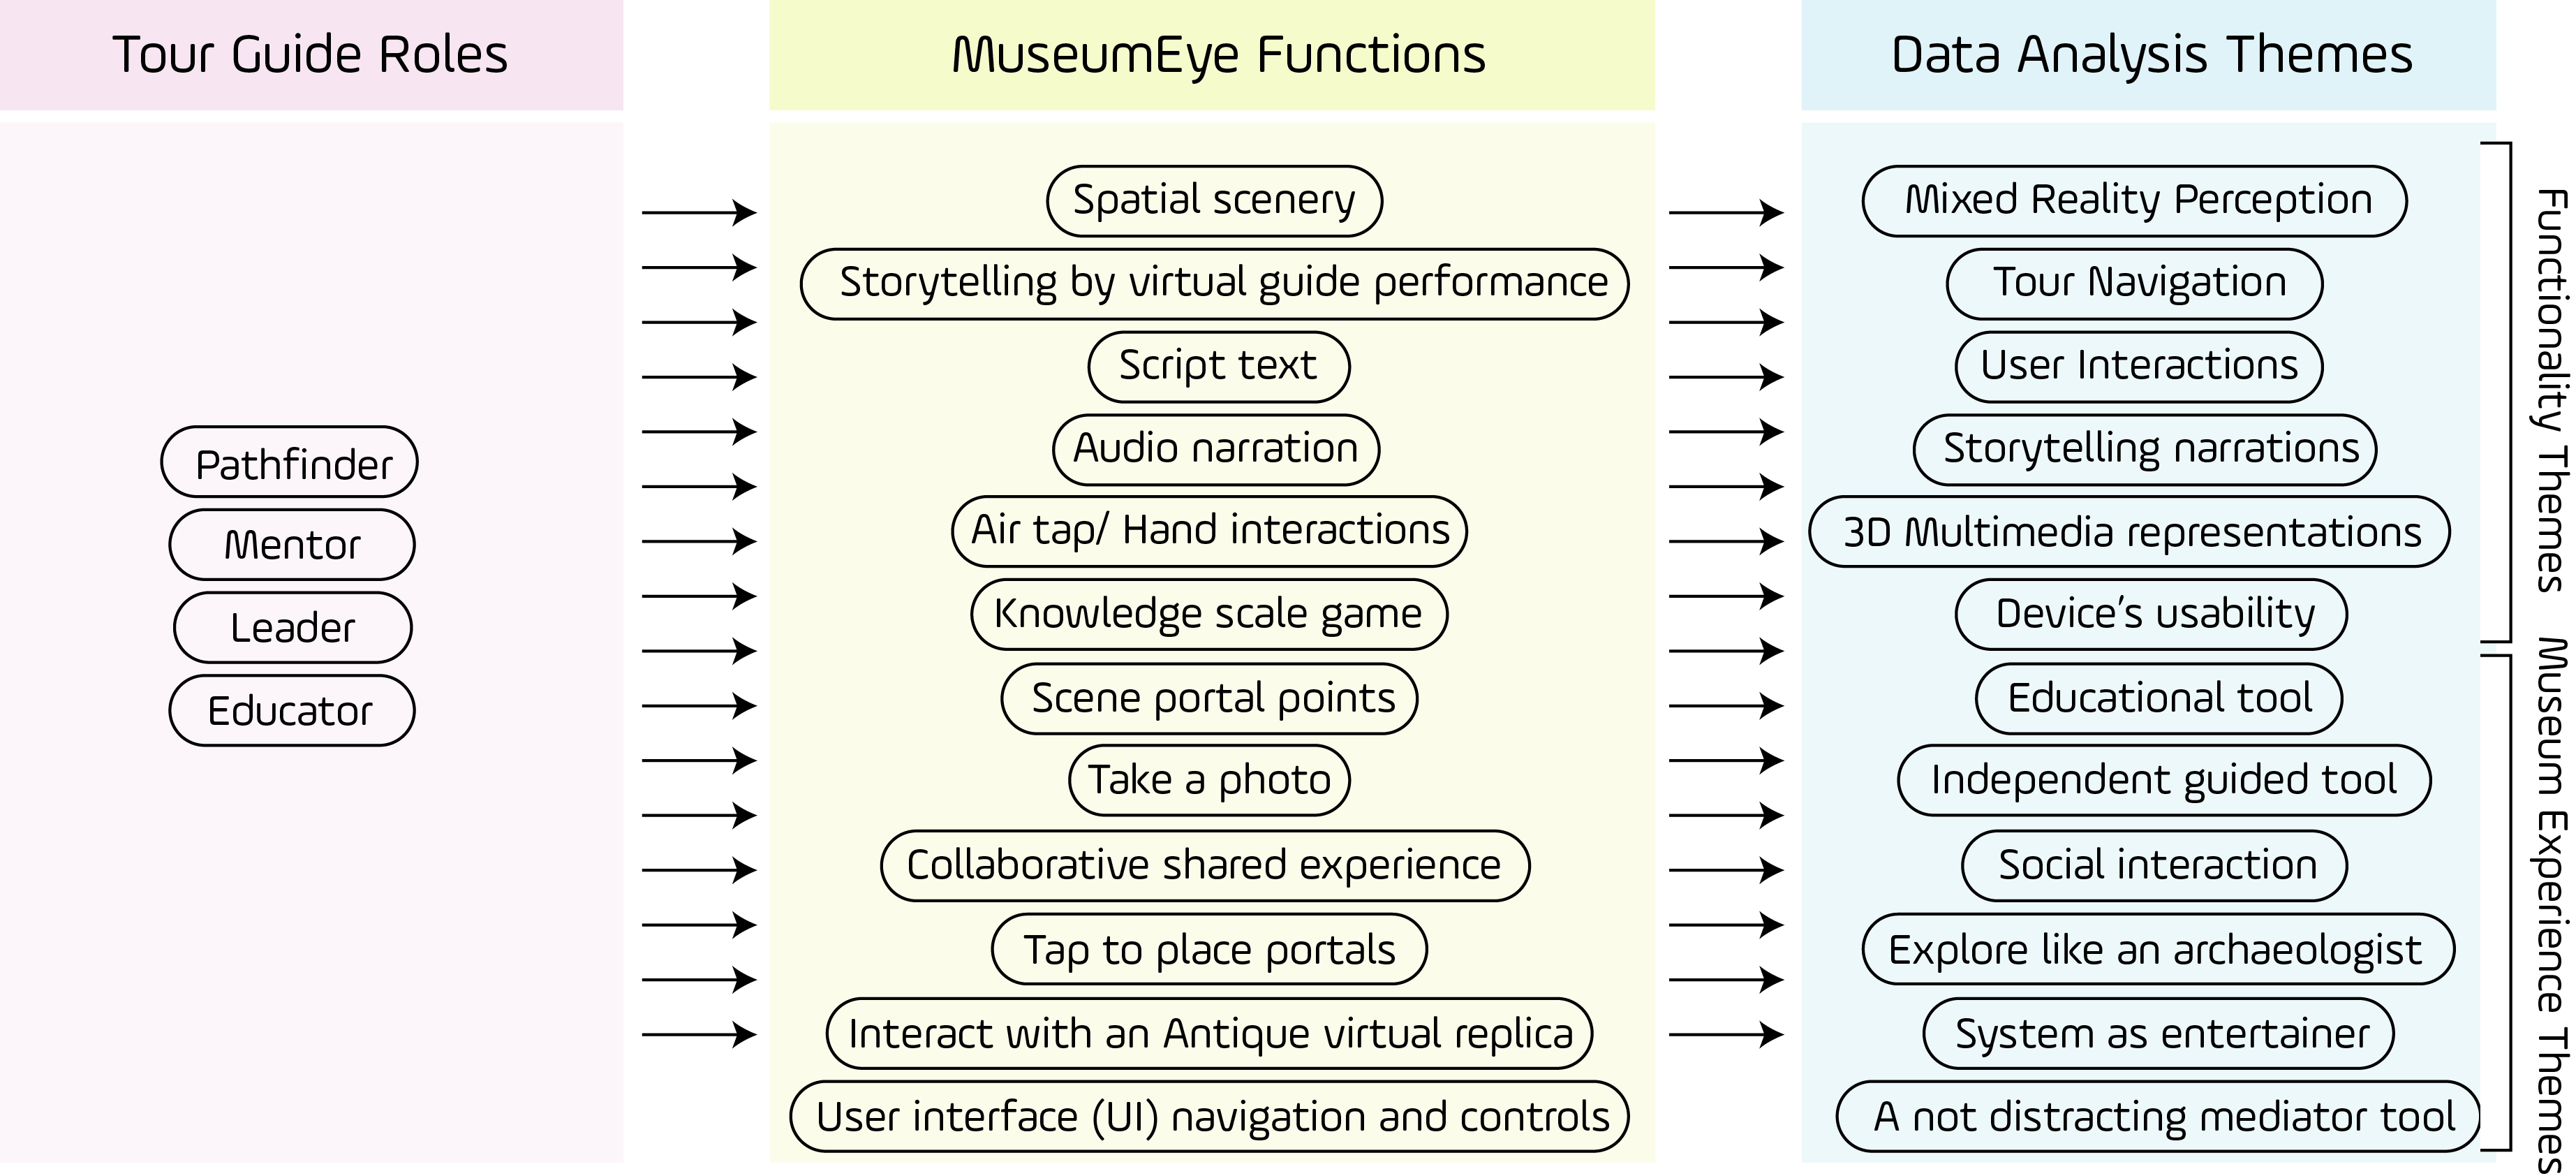 Tour Guide Roles
Pathfinder
Mentor
Leader
Educator
MuseumEye Functions
Spatial scenery
Storytelling by virtual guide performance
Script text
Audio narration
Air tap/ Hand interactions
Knowledge scale game
Scene portal points
Take a photo
Collaborative shared experience
Tap to place portals
Interact with an Antique virtual replica
User interface (UI) navigation and controls
Data Analysis Themes
Mixed Reality Perception
Tour Navigation
User Interactions
Storytelling narrations
3D Multimedia representations
Device’s usability
Educational tool
Independent guided tool
Social interaction
Explore like an archaeologist
System as entertainer
A not distracting mediator tool
Functionality Themes
Museum Experience Themes